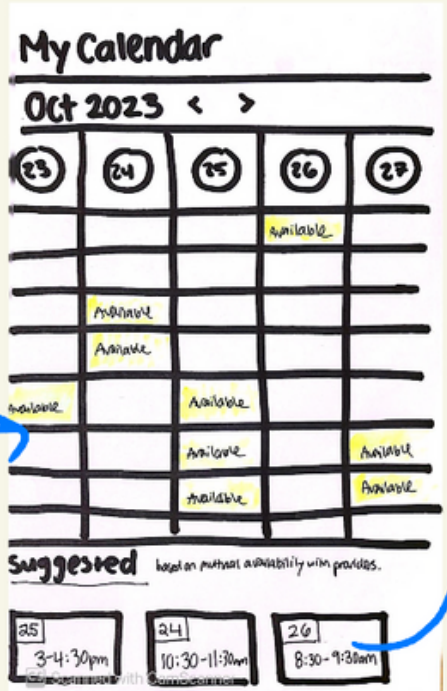 My Calendar
Oct 2023 < >
23 24 25 26 27
Available
Available
Available
Available Available
Available Available
Available Available
Suggested based on mutual availability with provider.
25 24 26
3-4:30pm 10:30-11:30am 8:30-9:30am
Scanned with CamScanner